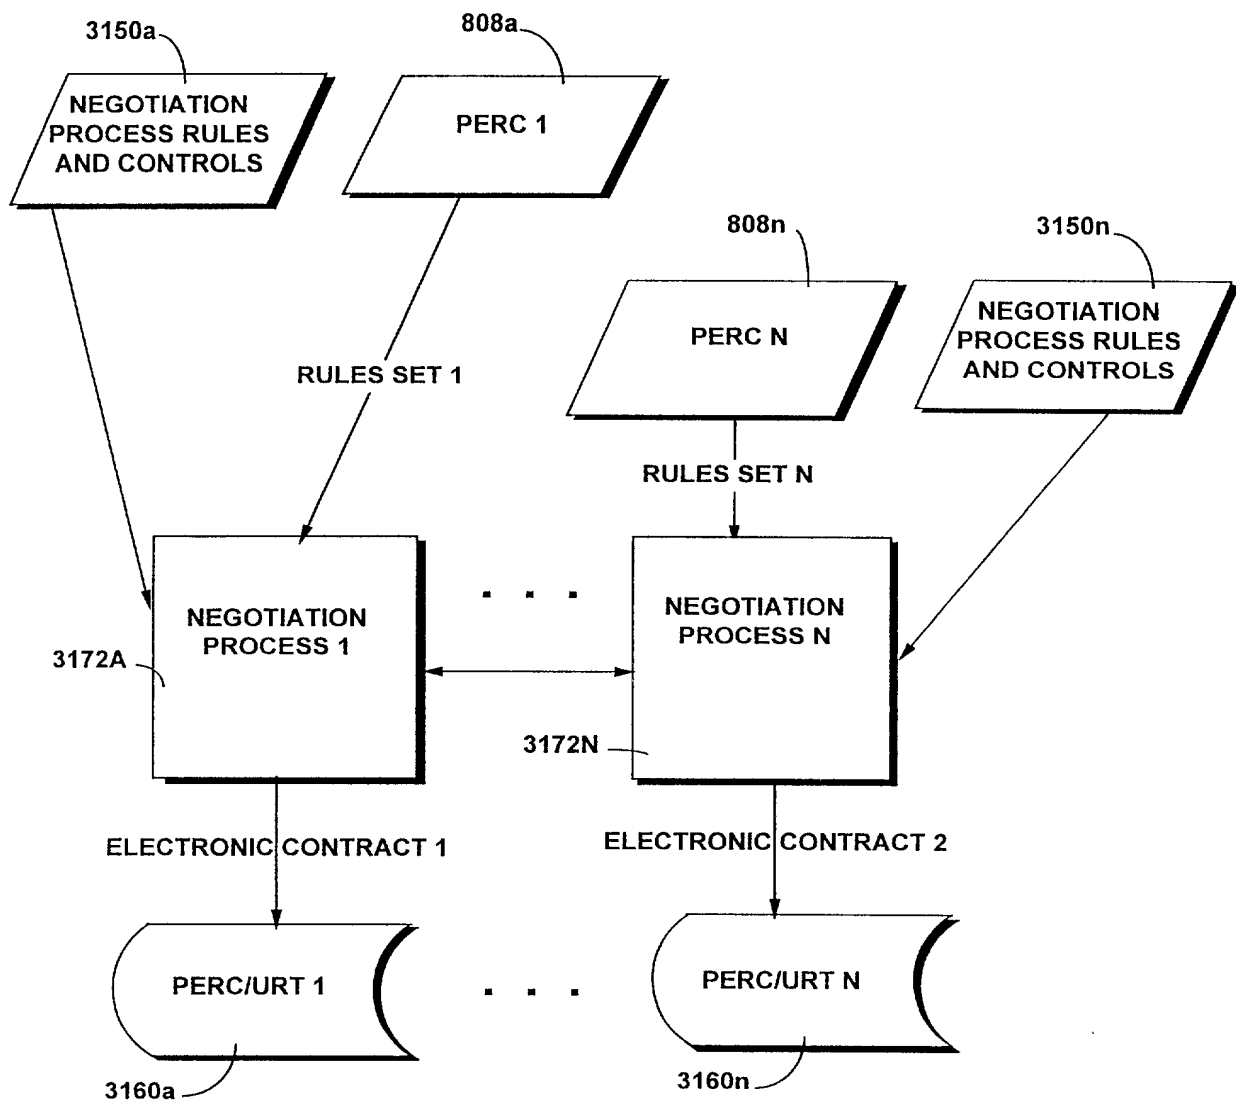 3150a
808a
NEGOTIATION
PROCESS RULES
AND CONTROLS
PERC 1
808n
3150n
PERC N
NEGOTIATION
PROCESS RULES
AND CONTROLS
RULES SET 1
RULES SET N
NEGOTIATION
PROCESS 1
NEGOTIATION
PROCESS N
3172A
3172N
ELECTRONIC CONTRACT 1
ELECTRONIC CONTRACT 2
PERC/URT 1
PERC/URT N
3160a
3160n